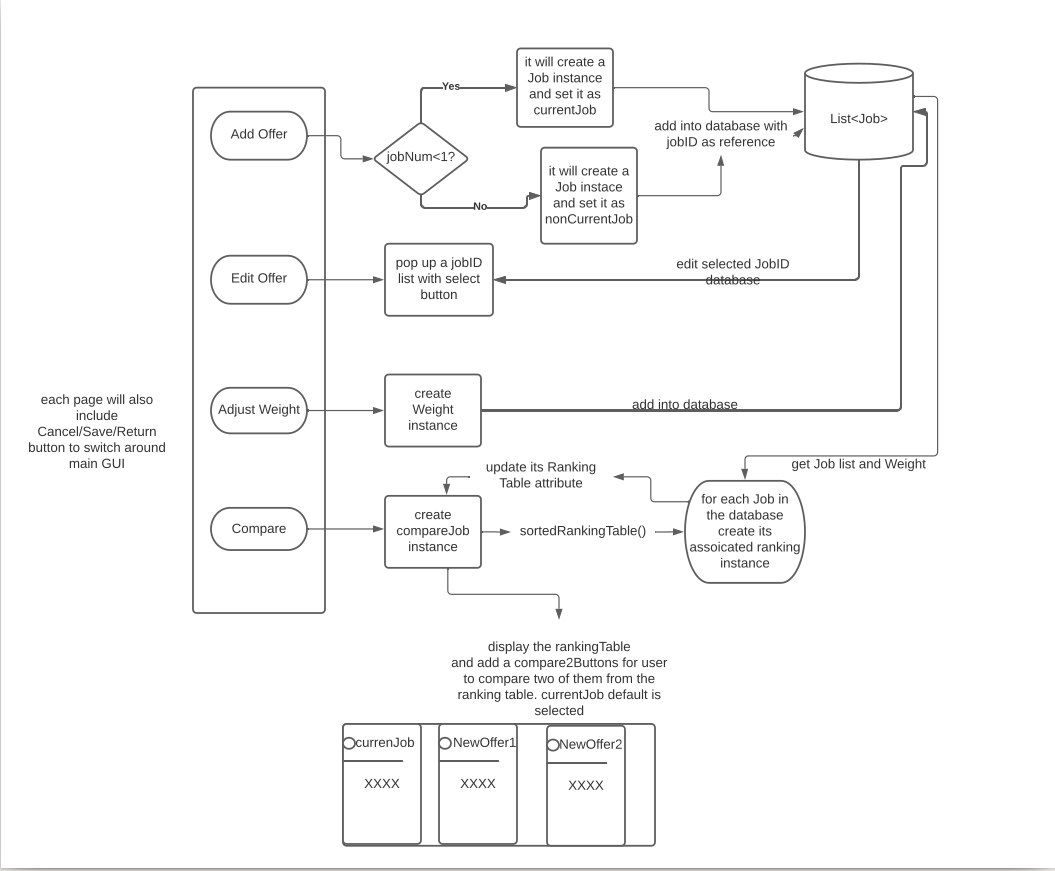 it will create a
Job instance
and set it as
currentJob
Yes
List<Job>
Add Offer
jobNum<1?
add into database with
jobID as reference
it will create a
Job instace
and set it as
nonCurrentJob
No
Edit Offer
pop up a jobID
list with select
button
edit selected JobID
database
each page will also
include
Cancel/Save/Return
button to switch around
main GUI
Adjust Weight
create
Weight
instance
add into database
get Job list and Weight
update its Ranking
Table attribute
Compare
create
compareJob
instance
sortedRankingTable()
for each Job in
the database
create its
assoicated ranking
instance
display the rankingTable
and add a compare2Buttons for user
to compare two of them from the
ranking table. currentJob default is
selected
currenJob
XXXX
NewOffer1
XXXX
NewOffer2
XXXX